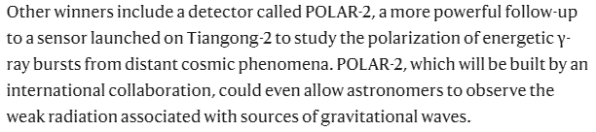 Other winners include a detector called POLAR-2, a more powerful follow-up
to a sensor launched on Tiangong-2 to study the polarization of energetic γ-
ray bursts from distant cosmic phenomena. POLAR-2, which will be built by an
international collaboration, could even allow astronomers to observe the
weak radiation associated with sources of gravitational waves.